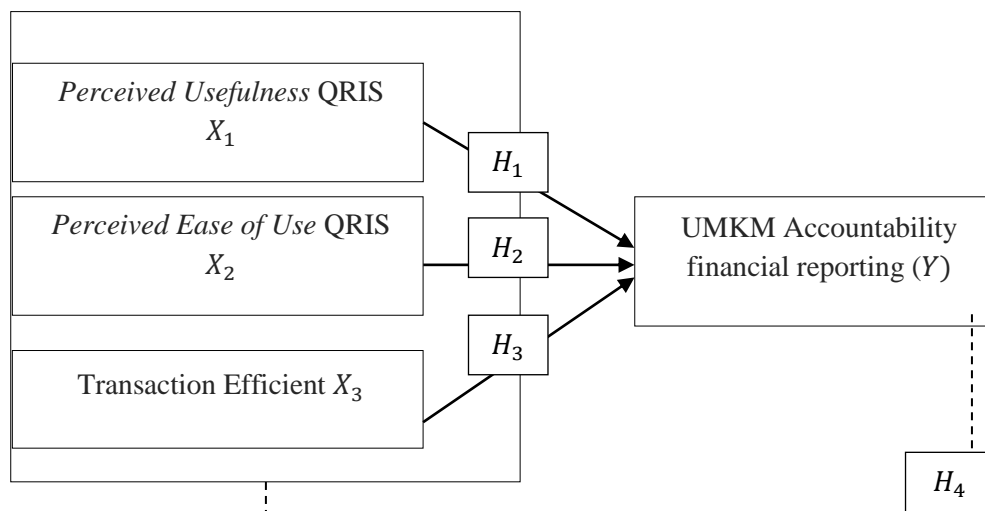 Perceived Usefulness QRIS
X₁
H₁
Perceived Ease of Use QRIS
X₂
H₂
UMKM Accountability
financial reporting (Y)
H₃
Transaction Efficient X₃
H₄